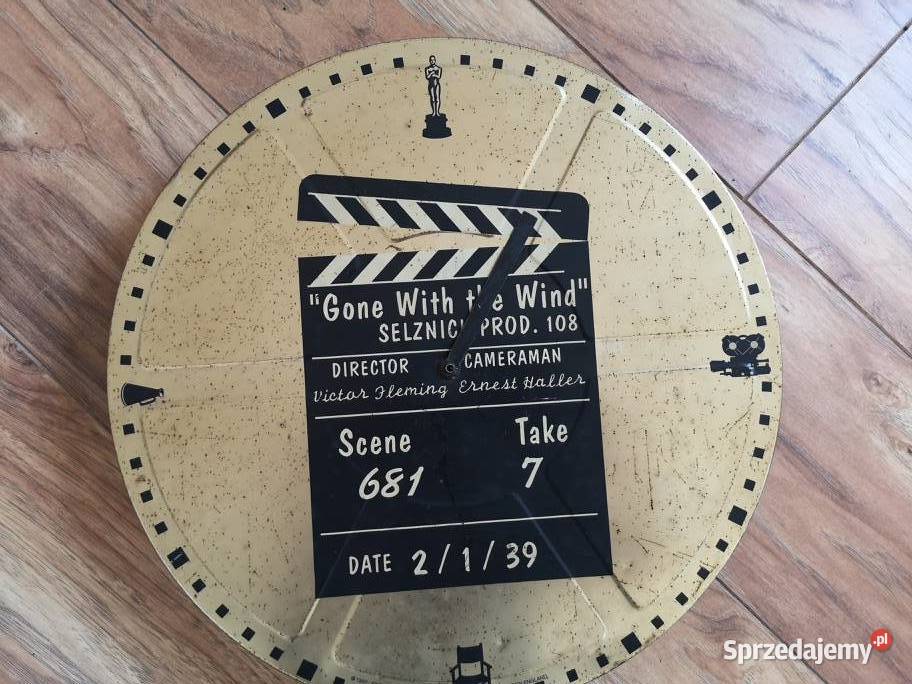 "Gone With the Wind"
SELZNICK PROD. 108
DIRECTOR CAMERAMAN
Victor Fleming Ernest Haller
Scene Take
681 7
DATE 2/1/39
Sprzedajemy.pl